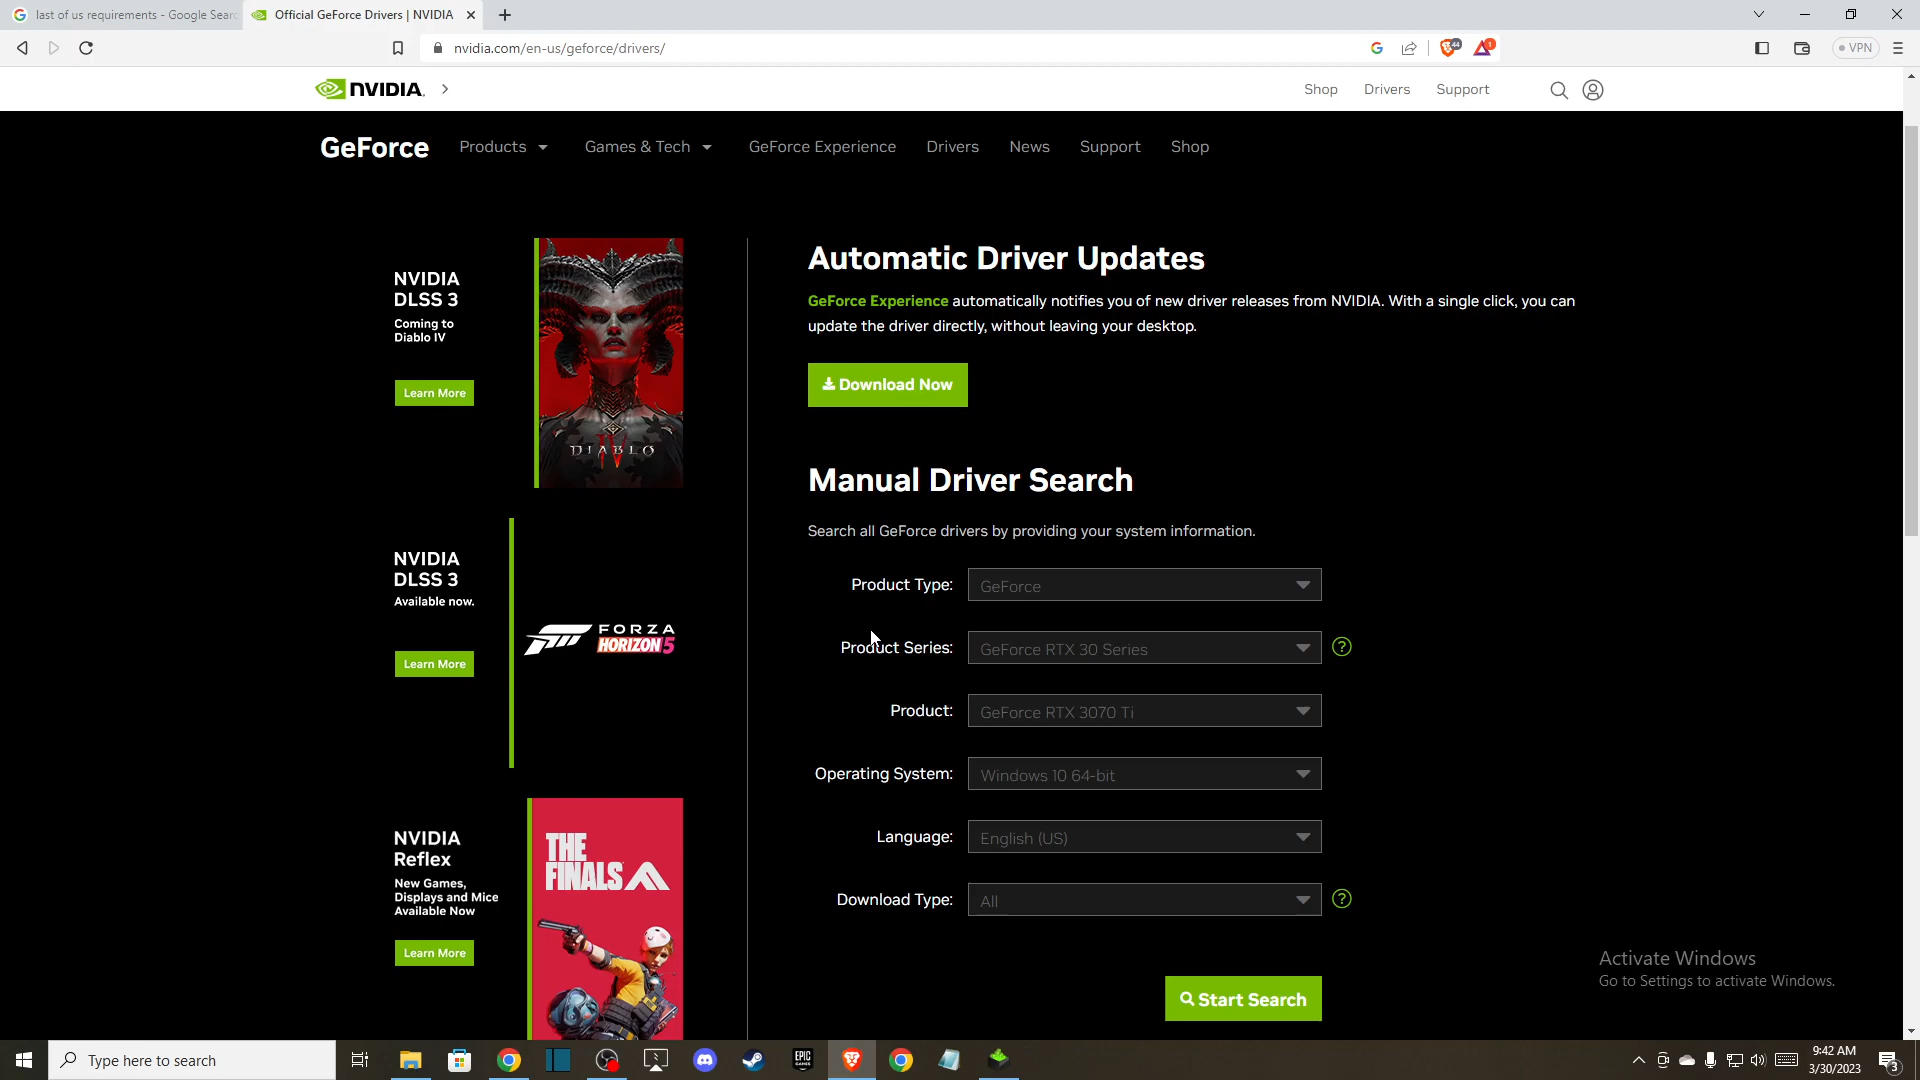 last of us requirements - Google Searc
Official GeForce Drivers | NVIDIA
nvidia.com/en-us/geforce/drivers/
44
1
VPN
NVIDIA.
Shop
Drivers
Support
GeForce
Products
Games & Tech
GeForce Experience
Drivers
News
Support
Shop
NVIDIA
DLSS 3
Coming to
Diablo IV
Learn More
DIABLO
IV
NVIDIA
DLSS 3
Available now.
Learn More
FORZA
HORIZON 5
NVIDIA
Reflex
New Games,
Displays and Mice
Available Now
Learn More
THE
FINALS
Automatic Driver Updates
GeForce Experience automatically notifies you of new driver releases from NVIDIA. With a single click, you can
update the driver directly, without leaving your desktop.
Download Now
Manual Driver Search
Search all GeForce drivers by providing your system information.
Product Type: GeForce
Product Series: GeForce RTX 30 Series ?
Product: GeForce RTX 3070 Ti
Operating System: Windows 10 64-bit
Language: English (US)
Download Type: All ?
Start Search
Activate Windows
Go to Settings to activate Windows.
Type here to search
EPIC
GAMES
9:42 AM
3/30/2023
3